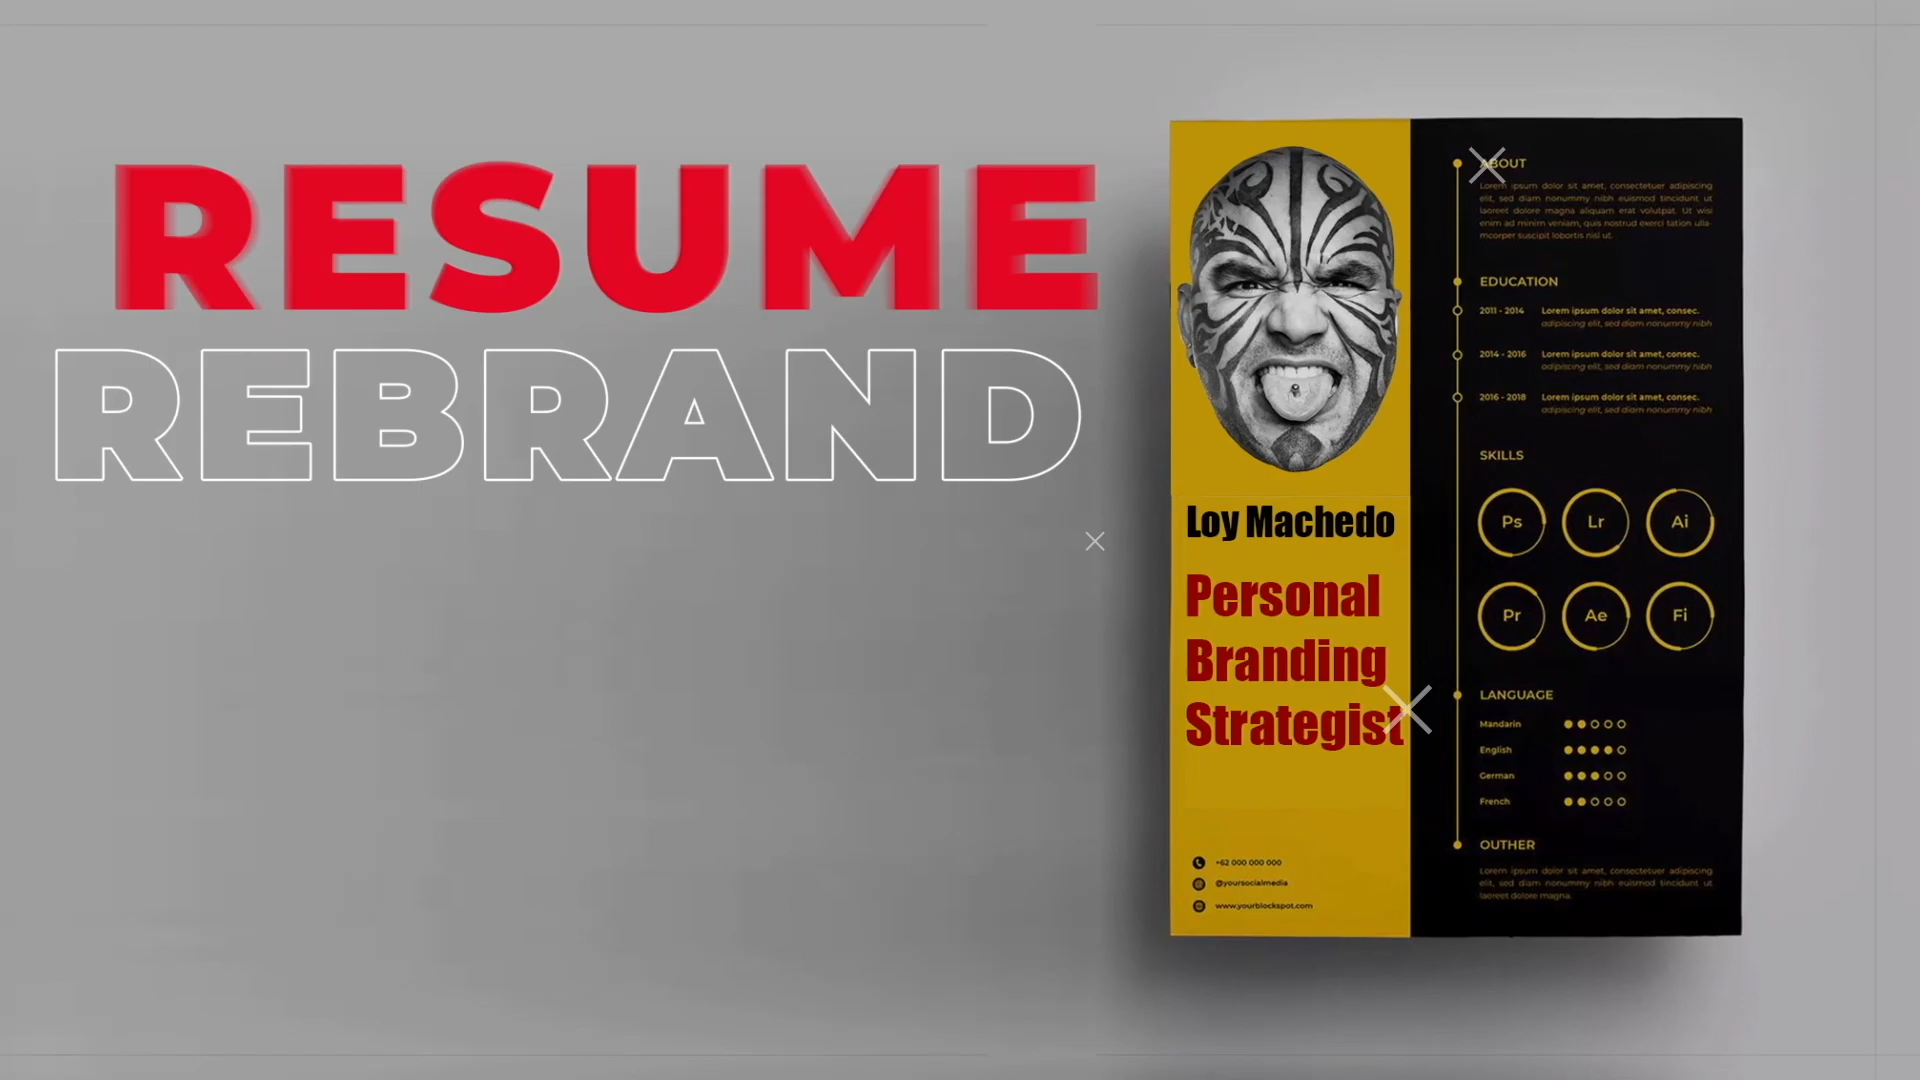 RESUME
REBRAND
Loy Machedo
Personal
Branding
Strategist
+62 000 000 000
@yoursocialmedia
www.yourblockspot.com
ABOUT
Lorem ipsum dolor sit amet, consectetuer adipiscing
elit, sed diam nonummy nibh euismod tincidunt ut
laoreet dolore magna aliquam erat volutpat. Ut wisi
enim ad minim veniam, quis nostrud exerci tation ulla-
mcorper suscipit lobortis nisl ut.
EDUCATION
2011 - 2014 Lorem ipsum dolor sit amet, consec.
adipiscing elit, sed diam nonummy nibh
2014 - 2016 Lorem ipsum dolor sit amet, consec.
adipiscing elit, sed diam nonummy nibh
2016 - 2018 Lorem ipsum dolor sit amet, consec.
adipiscing elit, sed diam nonummy nibh
SKILLS
Ps Lr Ai
Pr Ae Fi
LANGUAGE
Mandarin
English
German
French
OUTHER
Lorem ipsum dolor sit amet, consectetuer adipiscing
elit, sed diam nonummy nibh euismod tincidunt ut
laoreet dolore magna.